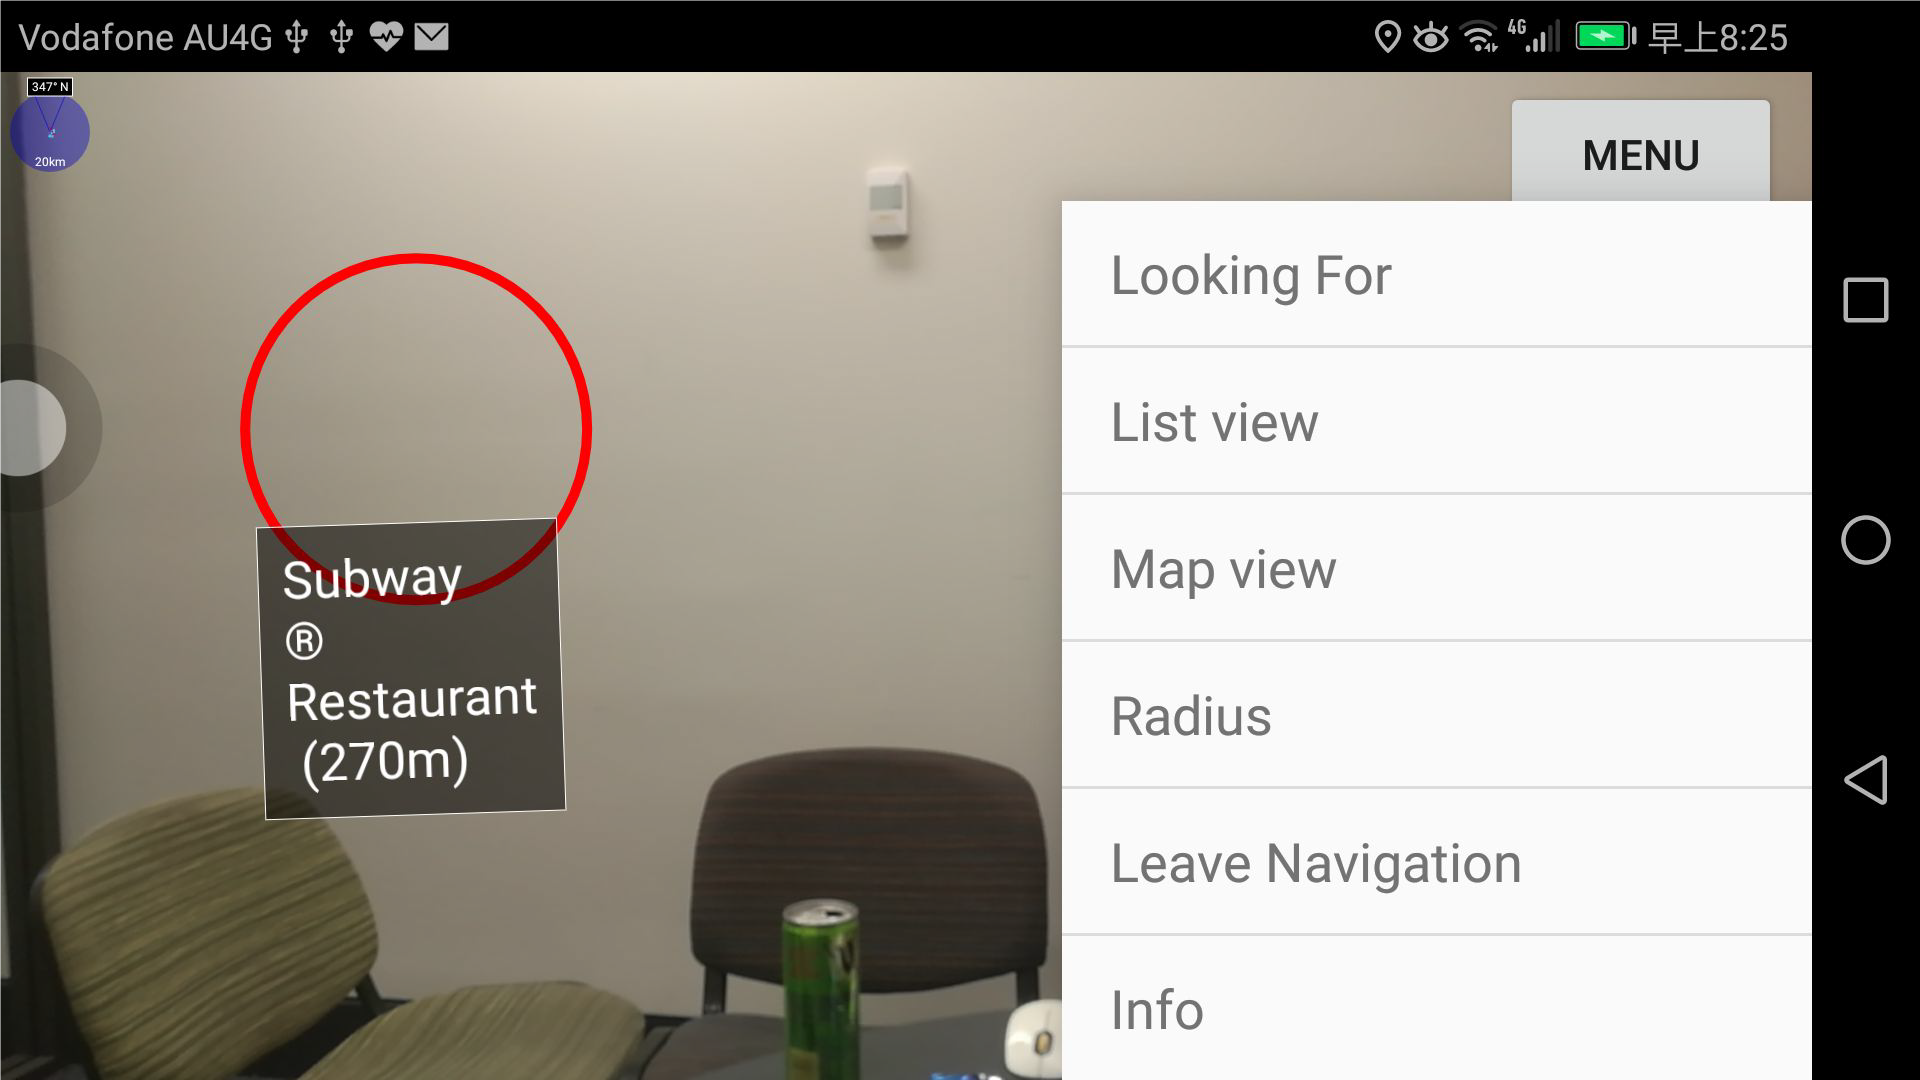 Vodafone AU4G
4G
早上8:25
347° N
20km
MENU
Looking For
List view
Map view
Radius
Leave Navigation
Info
Subway
®
Restaurant
(270m)